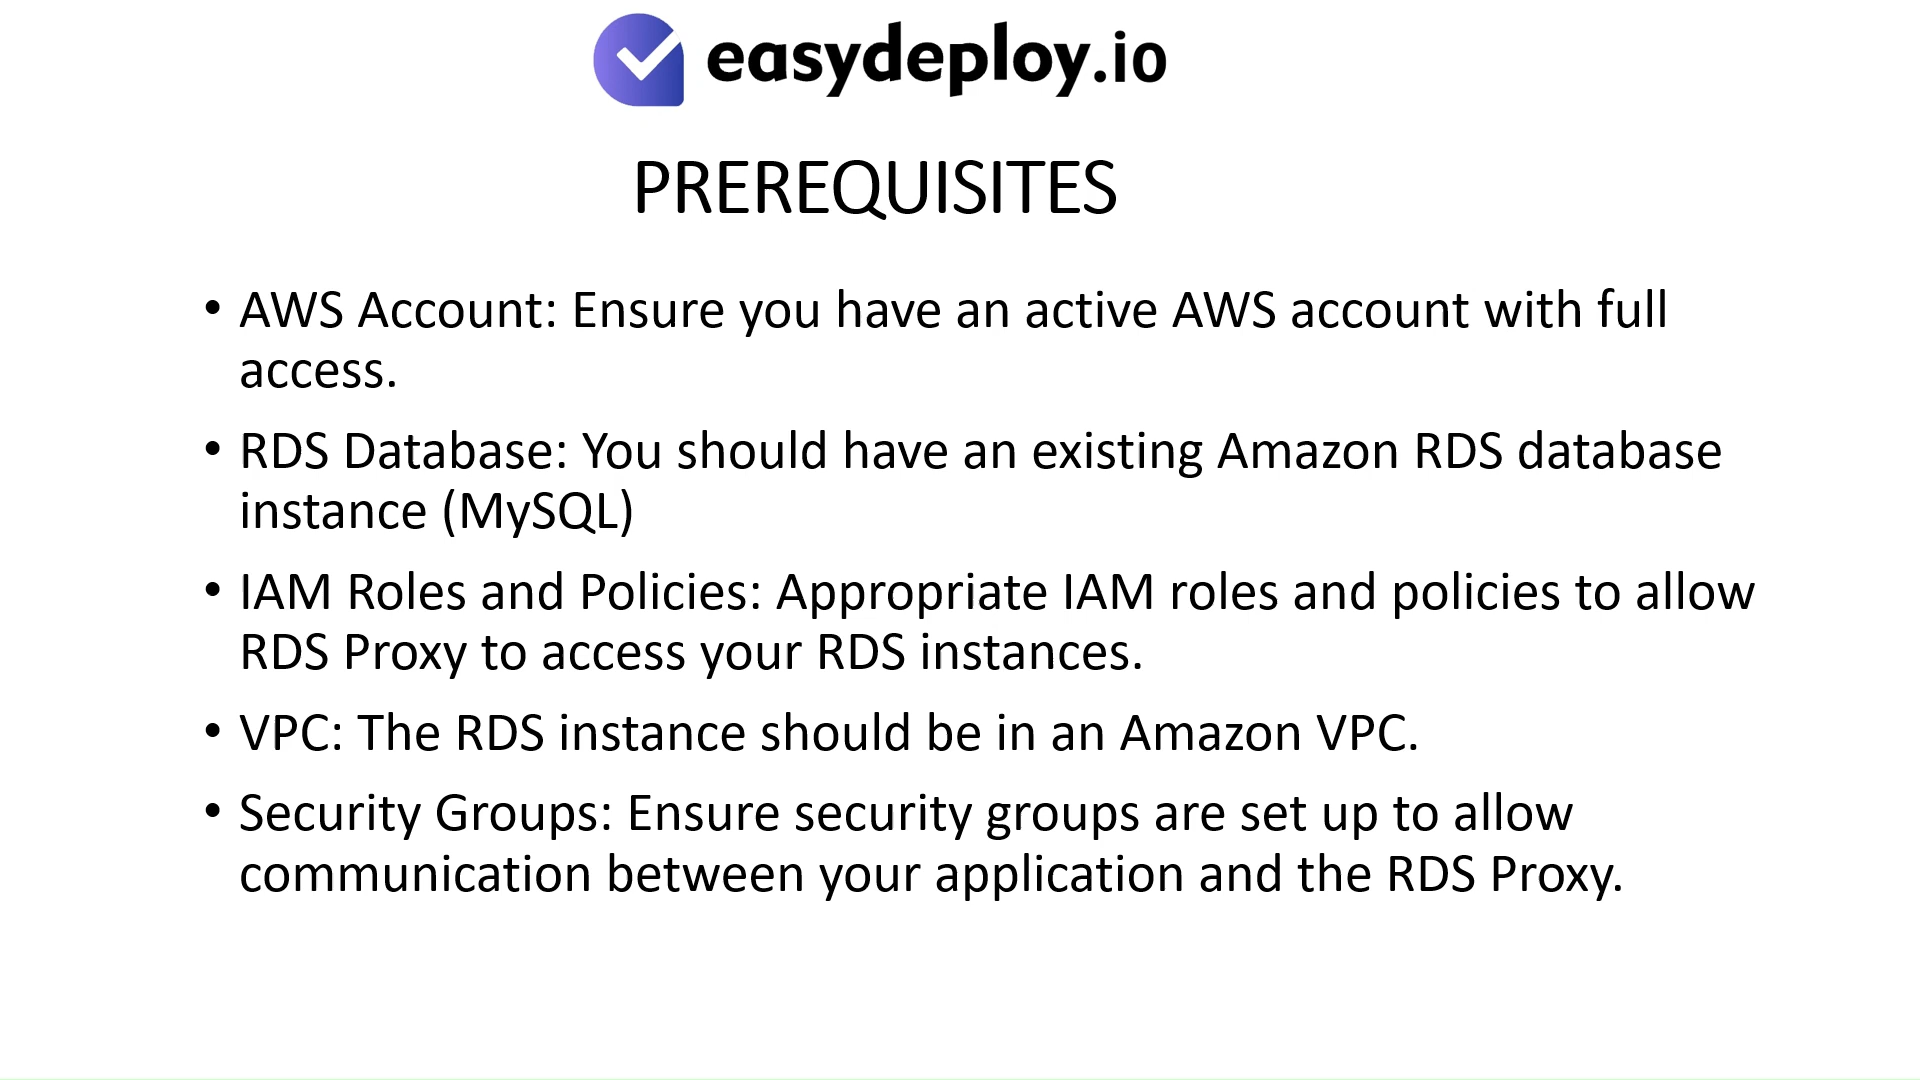 easydeploy.io
PREREQUISITES
• AWS Account: Ensure you have an active AWS account with full
access.
• RDS Database: You should have an existing Amazon RDS database
instance (MySQL)
• IAM Roles and Policies: Appropriate IAM roles and policies to allow
RDS Proxy to access your RDS instances.
• VPC: The RDS instance should be in an Amazon VPC.
• Security Groups: Ensure security groups are set up to allow
communication between your application and the RDS Proxy.